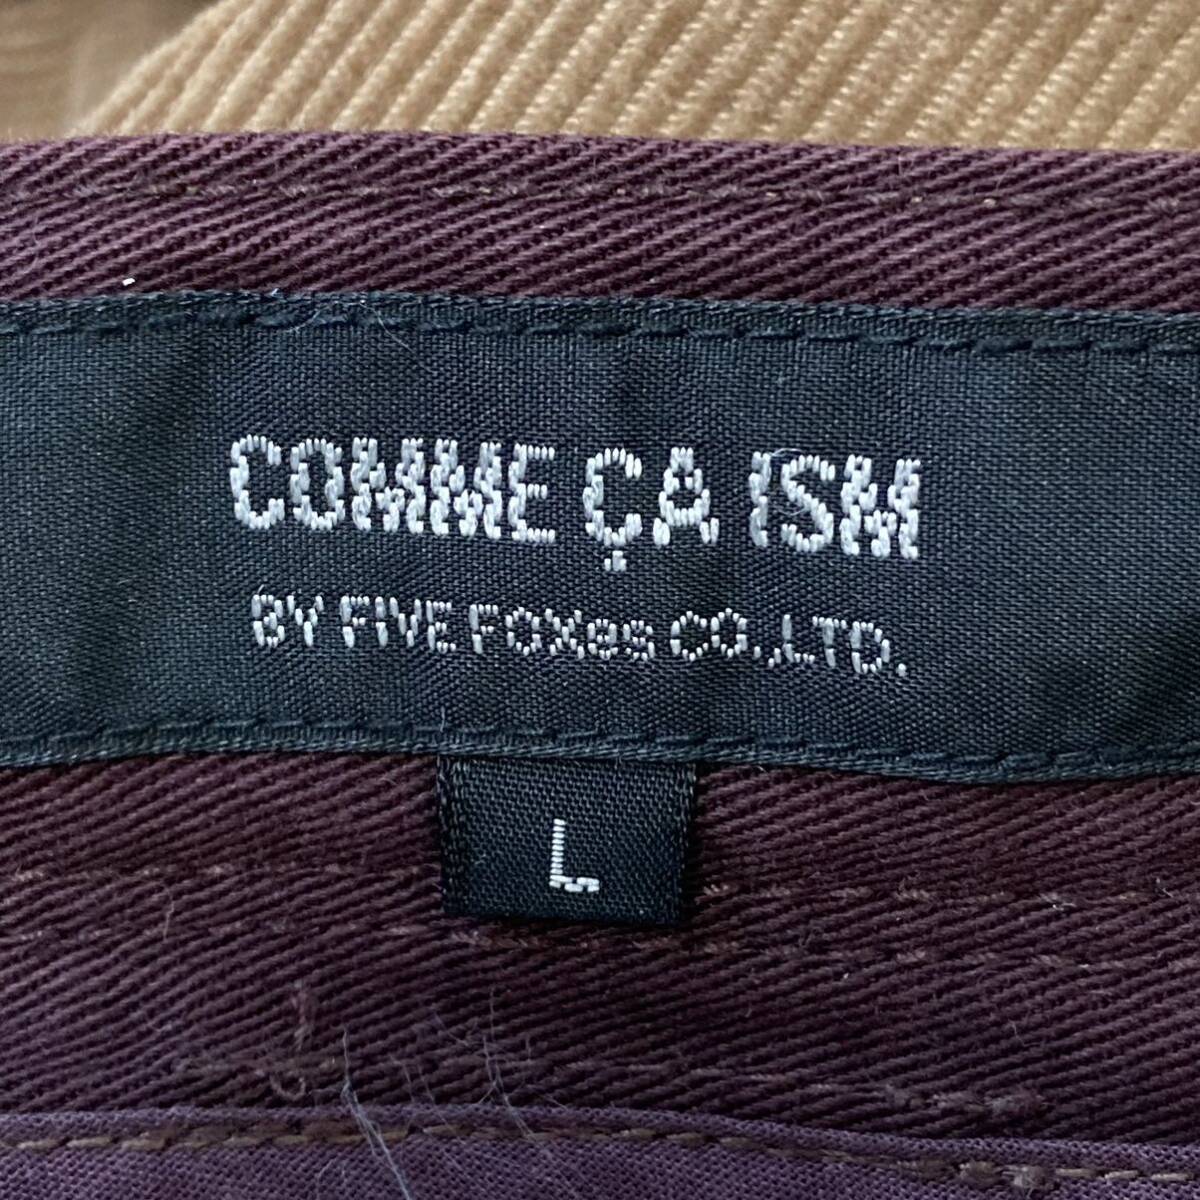 COMME ÇA ISM
BY FIVE FOXes CO.,LTD.
L